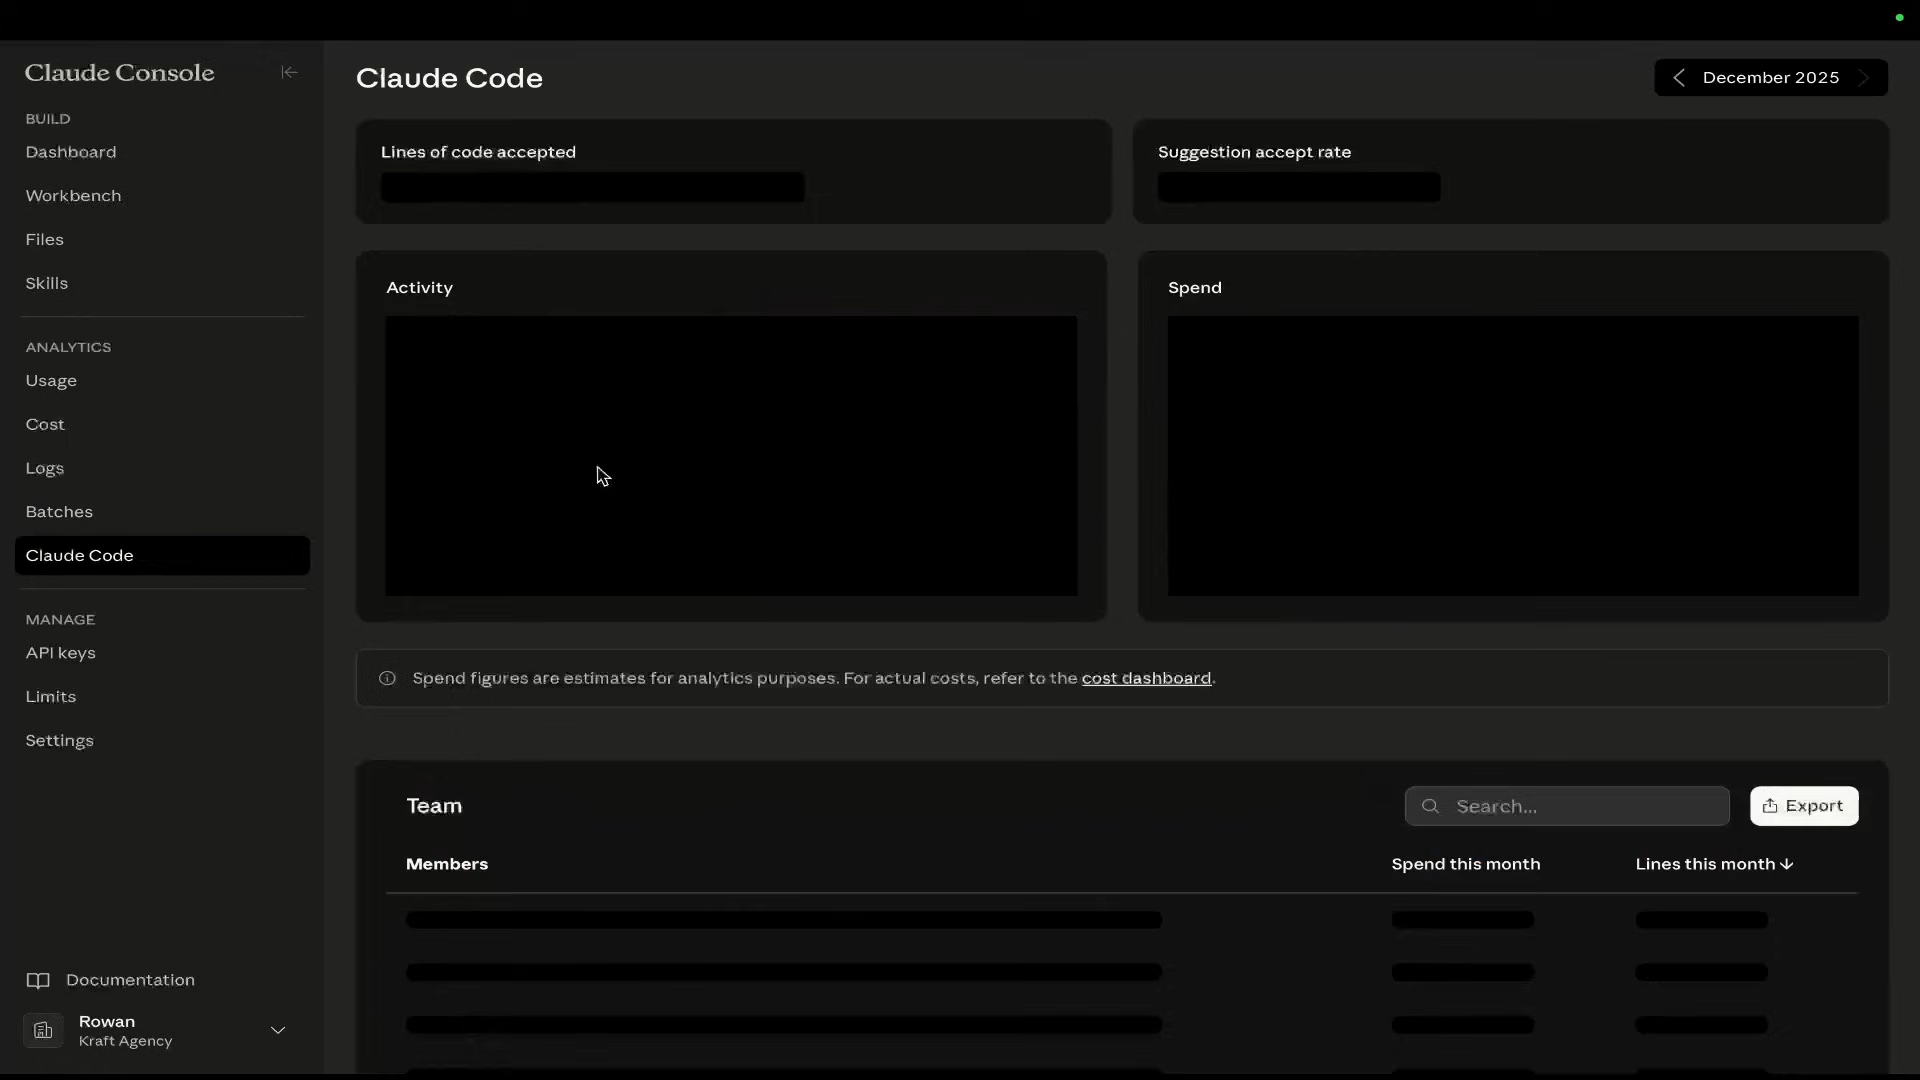 Claude Console
BUILD
Dashboard
Workbench
Files
Skills
ANALYTICS
Usage
Cost
Logs
Batches
Claude Code
MANAGE
API keys
Limits
Settings
Documentation
Rowan
Kraft Agency
Claude Code
December 2025
Lines of code accepted
Suggestion accept rate
Activity
Spend
Spend figures are estimates for analytics purposes. For actual costs, refer to the cost dashboard.
Team
Search...
Export
Members
Spend this month
Lines this month